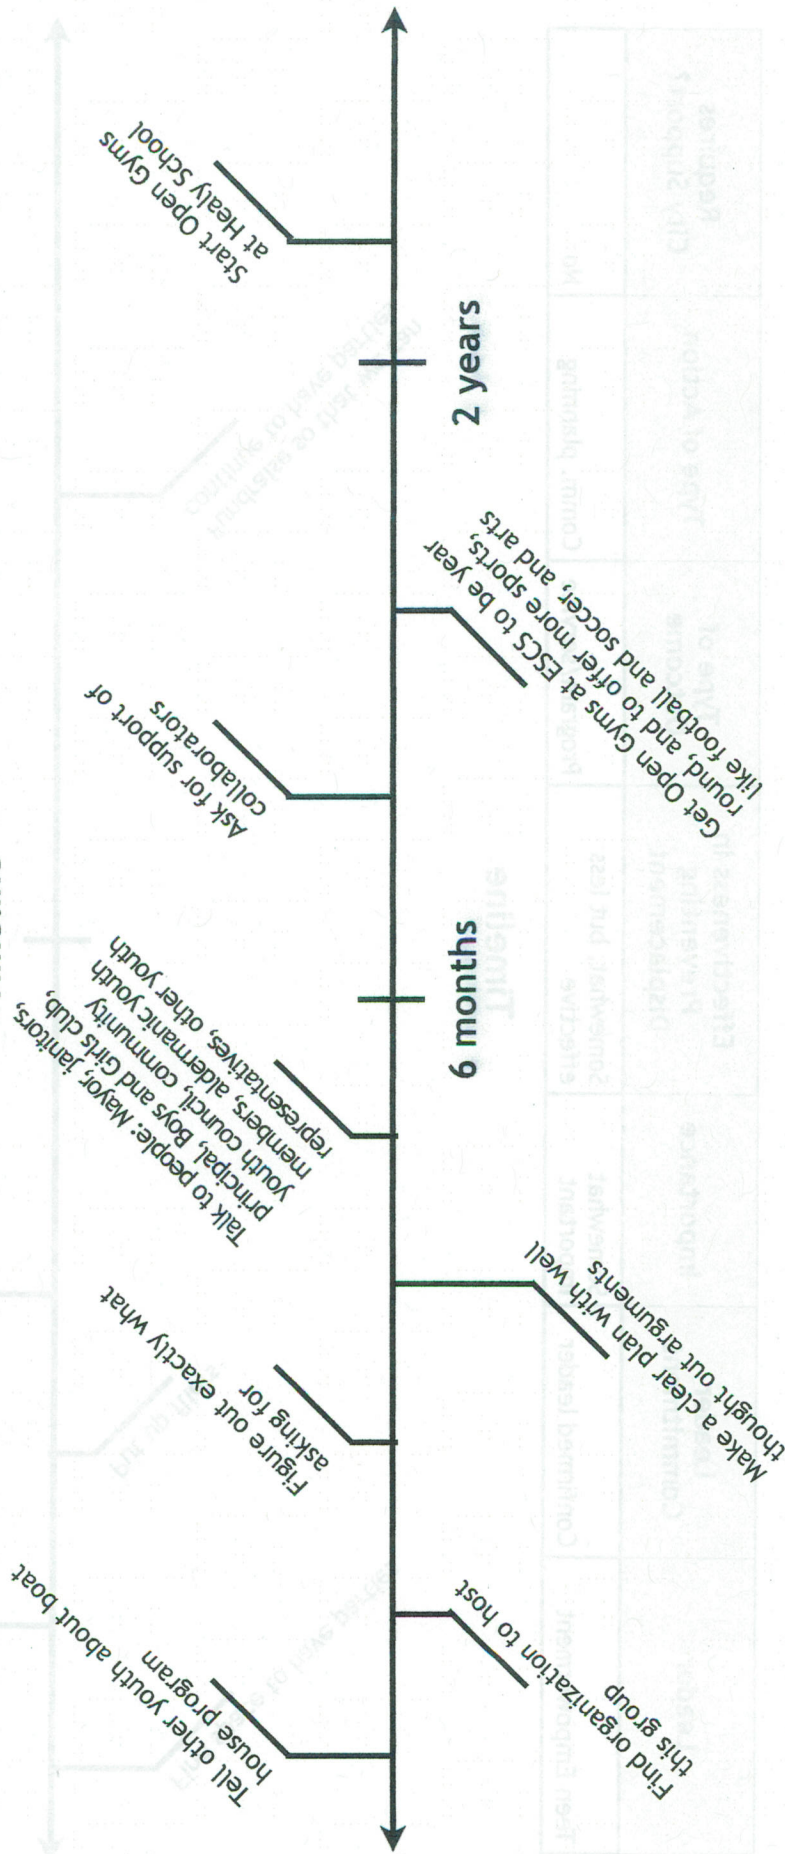 Tell other youth about boat
house program
Find organization to host
this group
Figure out exactly what
asking for
Make a clear plan with well
thought out arguments
Talk to people: Mayor, janitors,
principal, Boys and Girls club,
youth council, community
members, aldermanic youth
representatives, other youth
6 months
Ask for support of
collaborators
Get Open Gyms at ESCS to be year
round, and to offer more sports,
like football and soccer, and arts
2 years
Start Open Gyms
at Healy School